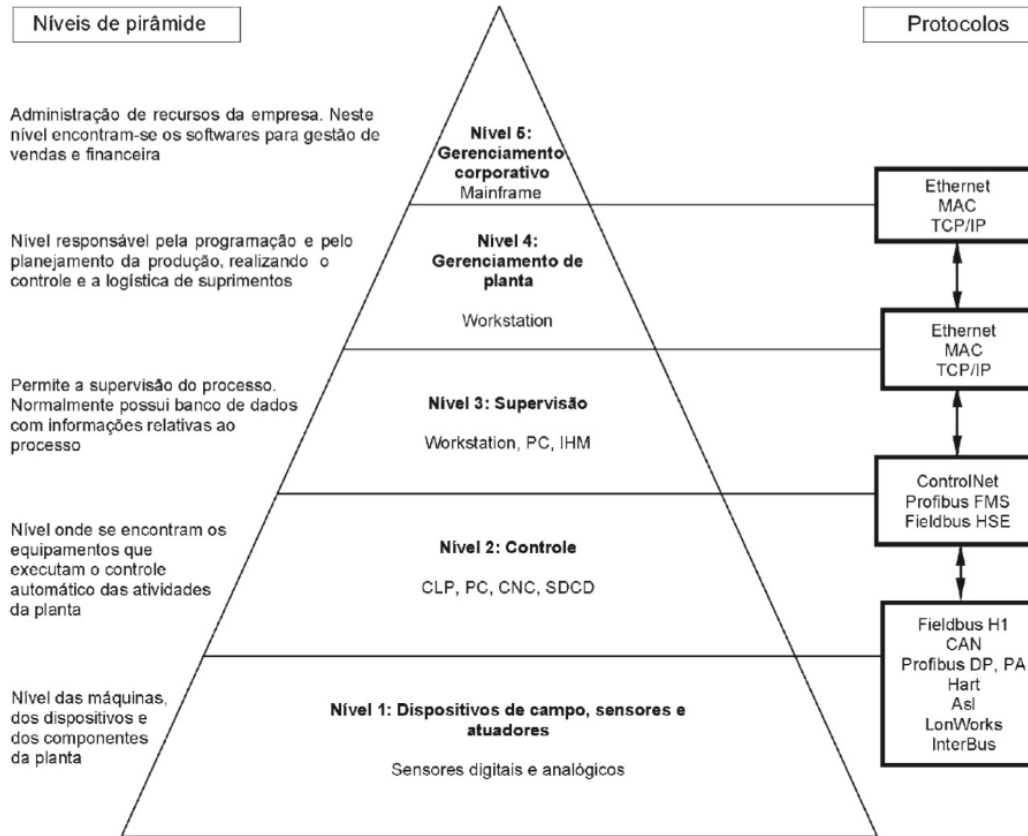 Níveis de pirâmide
Protocolos
Administração de recursos da empresa. Neste
nível encontram-se os softwares para gestão de
vendas e financeira
Nível 5:
Gerenciamento
corporativo
Mainframe
Ethernet
MAC
TCP/IP
Nível responsável pela programação e pelo
planejamento da produção, realizando o
controle e a logística de suprimentos
Nível 4:
Gerenciamento de
planta
Workstation
Ethernet
MAC
TCP/IP
Permite a supervisão do processo.
Normalmente possui banco de dados
com informações relativas ao
processo
Nível 3: Supervisão
Workstation, PC, IHM
ControlNet
Profibus FMS
Fieldbus HSE
Nível onde se encontram os
equipamentos que
executam o controle
automático das atividades
da planta
Nível 2: Controle
CLP, PC, CNC, SDCD
Fieldbus H1
CAN
Profibus DP, PA
Hart
AsI
LonWorks
InterBus
Nível das máquinas,
dos dispositivos e
dos componentes
da planta
Nível 1: Dispositivos de campo, sensores e
atuadores
Sensores digitais e analógicos